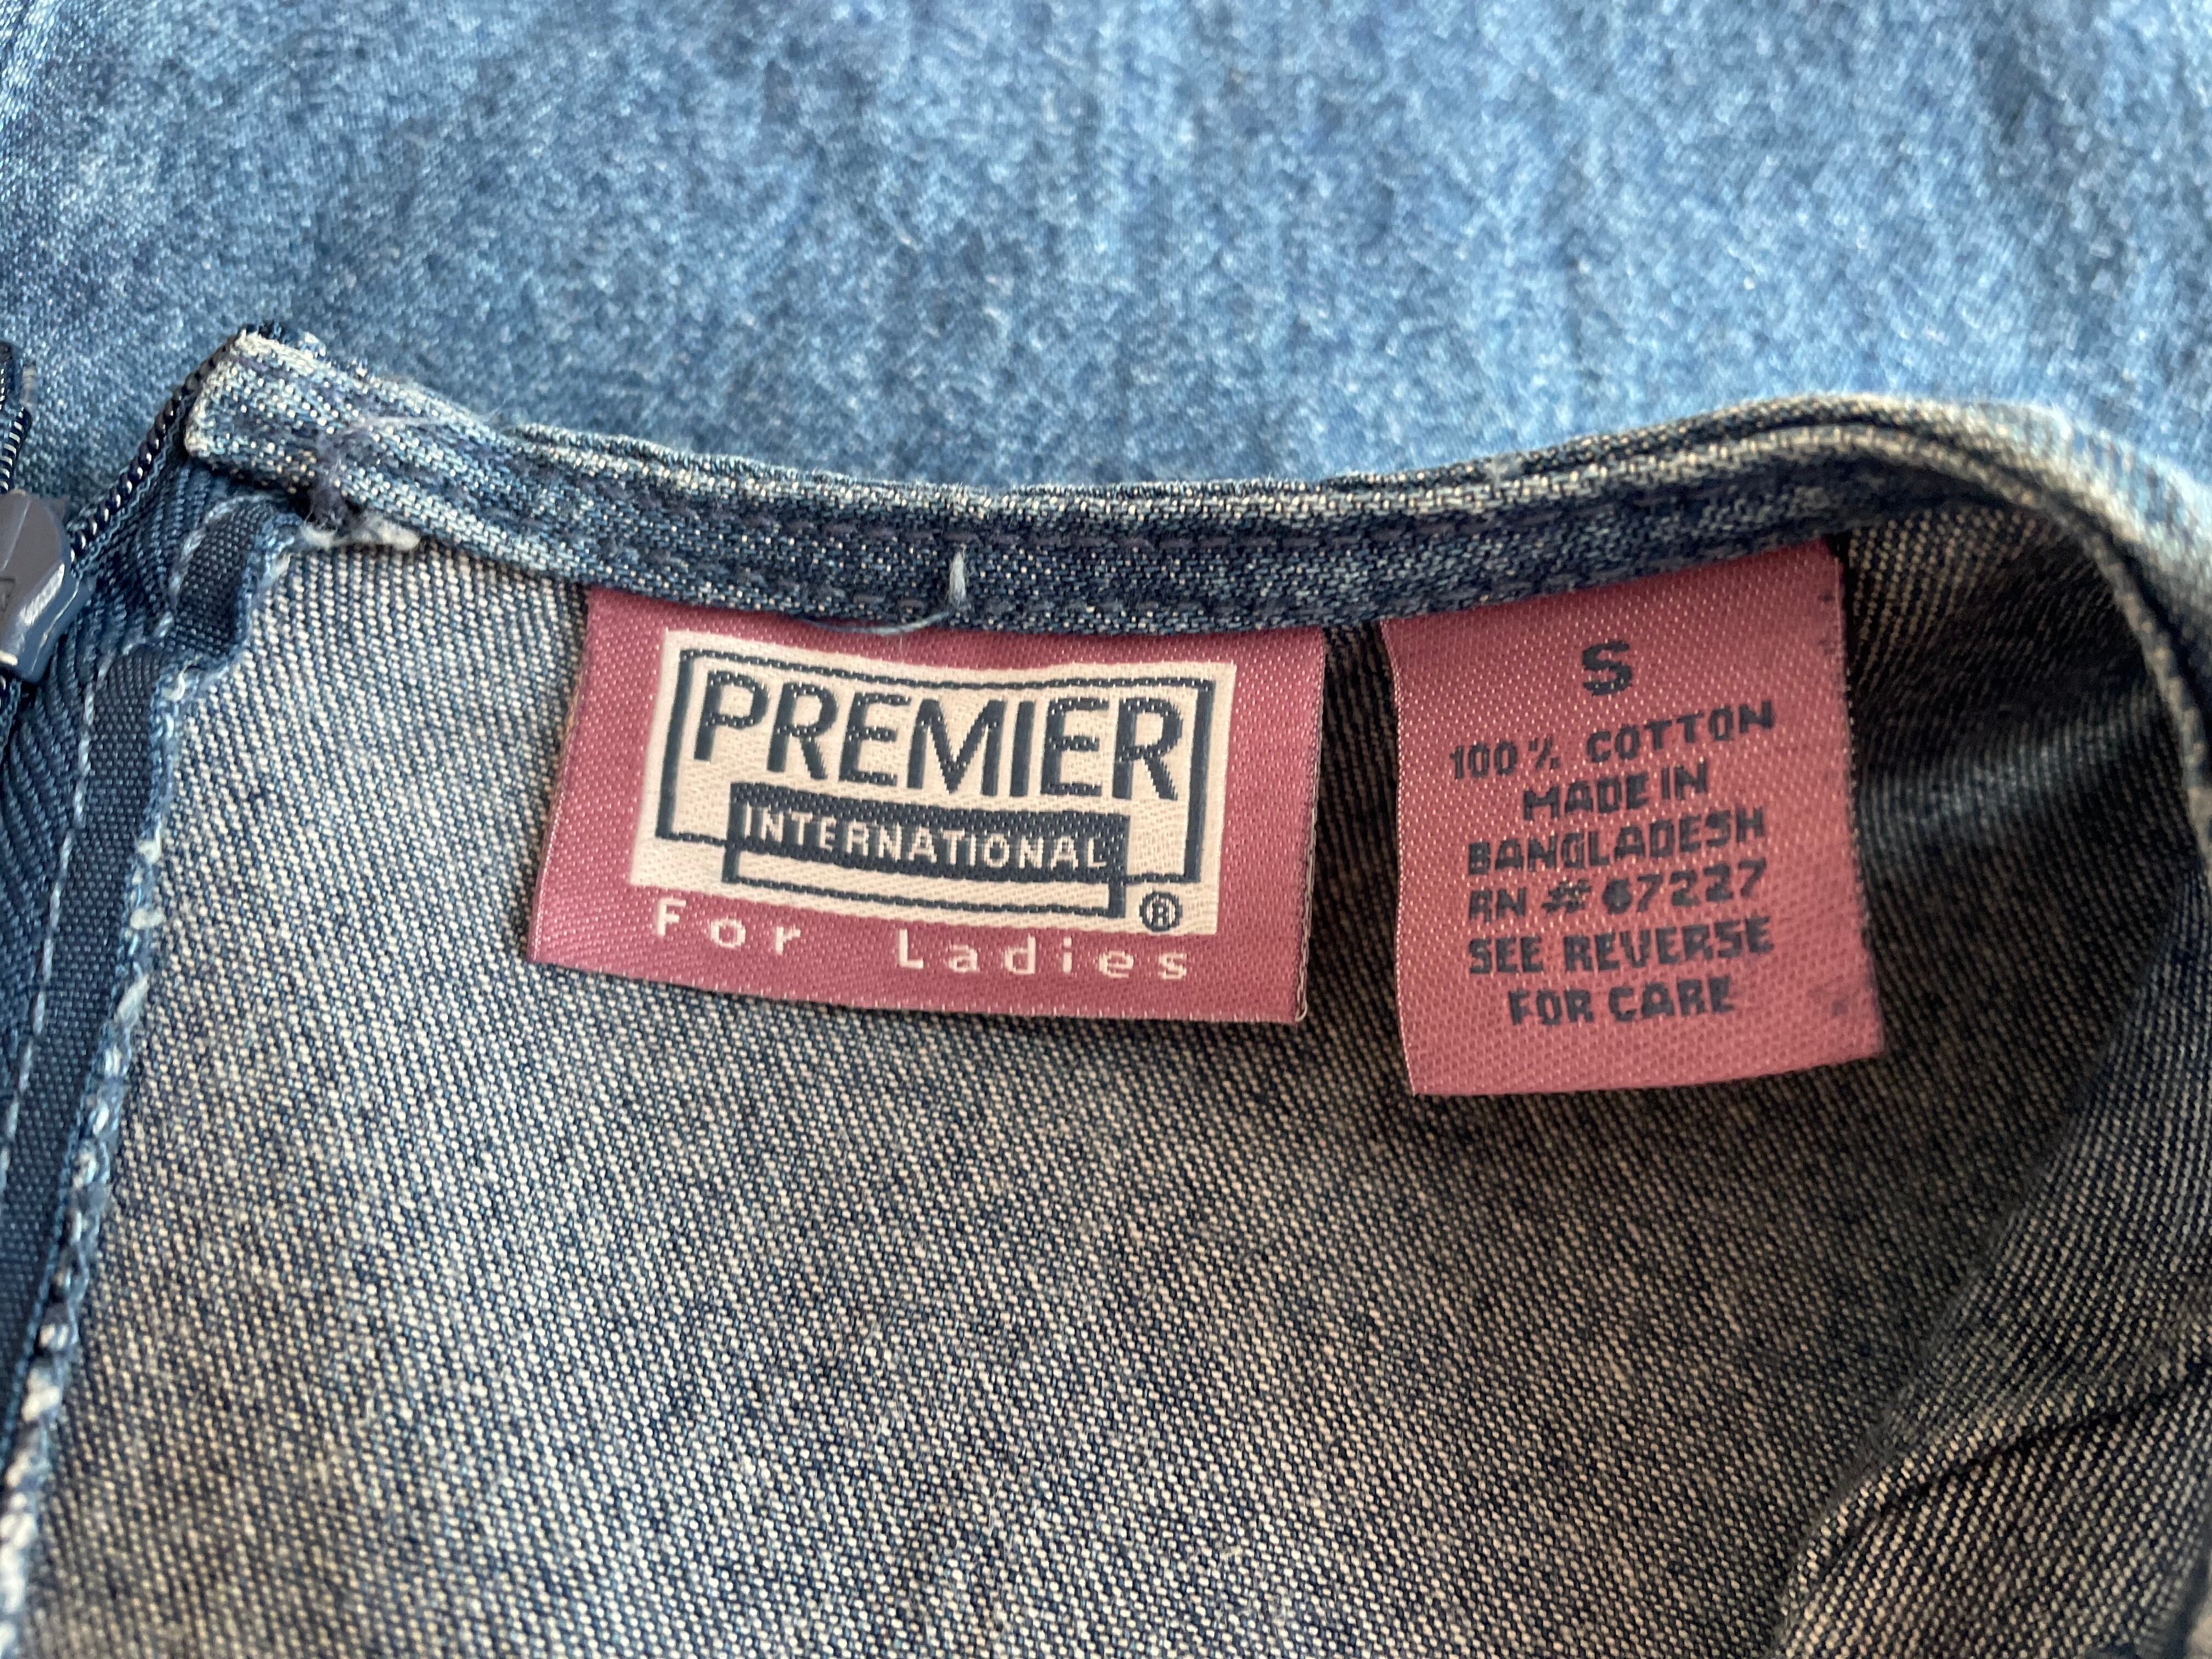 PREMIER
INTERNATIONAL
®
For Ladies
S
100% COTTON
MADE IN
BANGLADESH
RN # 67227
SEE REVERSE
FOR CARE